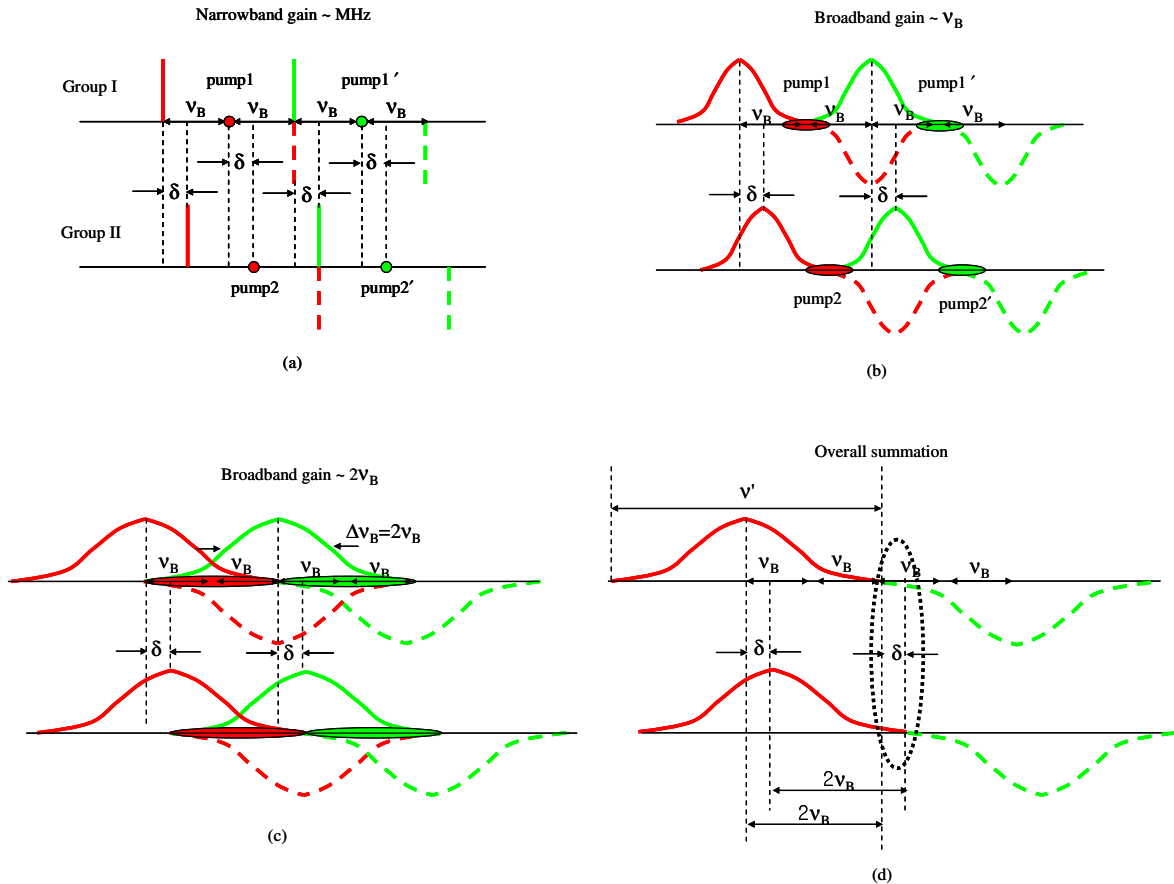 Narrowband gain ~ MHz
Group I
pump1
pump1 ′
νB
νB
νB
νB
δ
δ
δ
δ
Group II
pump2
pump2′
(a)
Broadband gain ~ νB
pump1
pump1′
νB
νB
νB
νB
δ
δ
pump2
pump2′
(b)
Broadband gain ~ 2νB
ΔνB=2νB
νB
νB
νB
νB
δ
δ
(c)
Overall summation
ν'
νB
νB
νB
νB
δ
δ
2νB
2νB
(d)